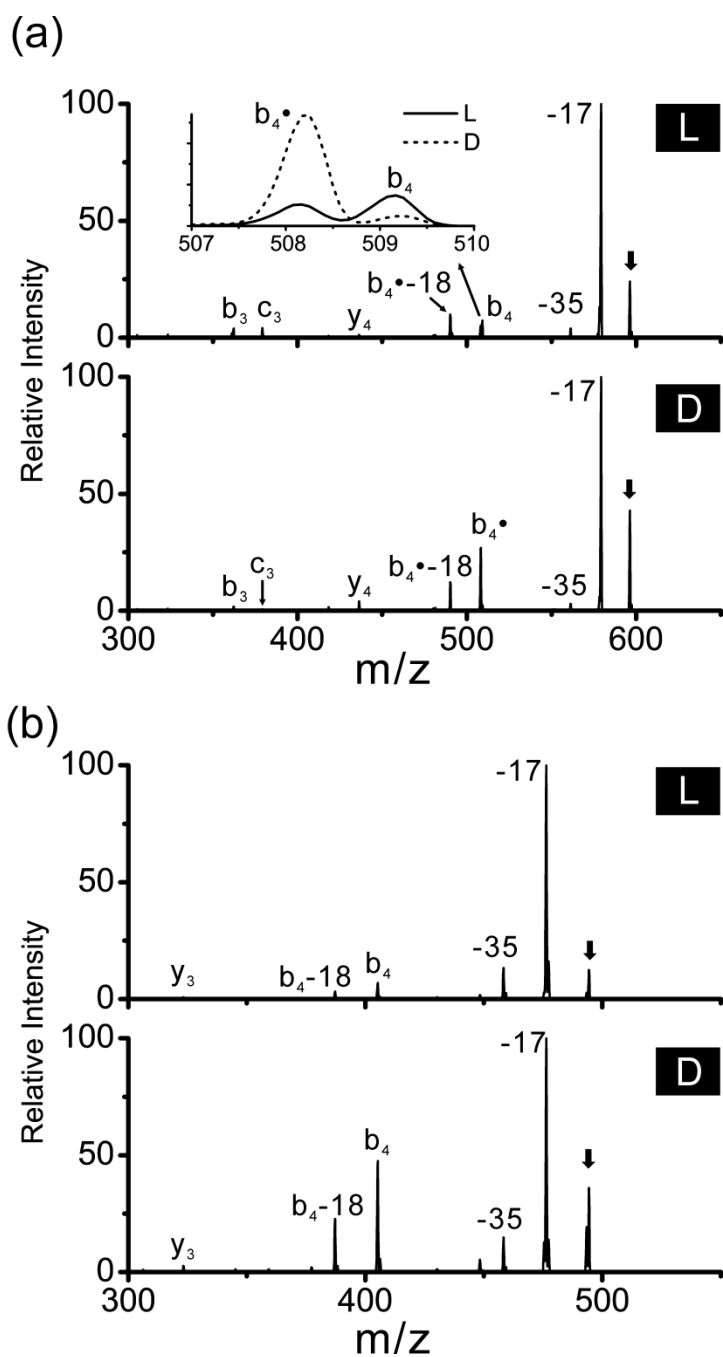 (a)
100
50
0
Relative Intensity
b₄•
L
D
b₄
507
508
509
510
-17
L
b₃
c₃
y₄
b₄•-18
b₄
-35
100
50
0
-17
D
b₃
c₃
y₄
b₄•-18
b₄•
-35
300
400
500
600
m/z
(b)
100
50
0
Relative Intensity
-17
L
y₃
b₄-18
b₄
-35
100
50
0
-17
D
y₃
b₄-18
b₄
-35
300
400
500
m/z